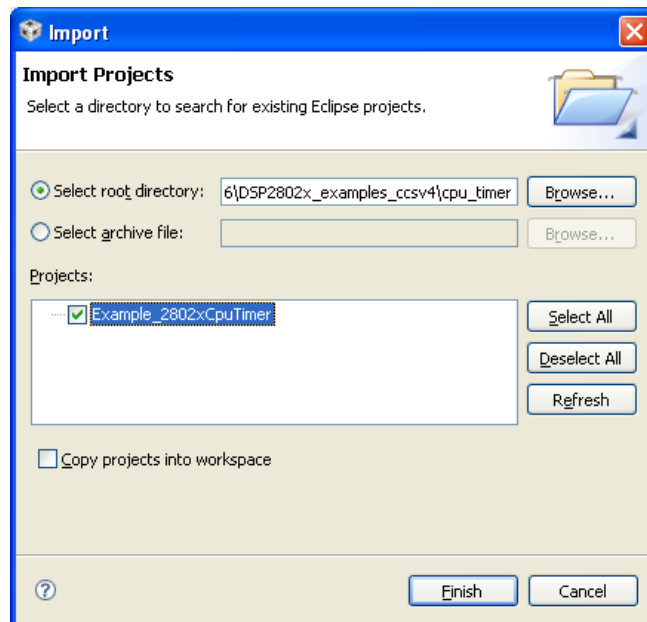 Import
Import Projects
Select a directory to search for existing Eclipse projects.
Select root directory: 6\DSP2802x_examples_ccsv4\cpu_timer Browse...
Select archive file: Browse...
Projects:
Example_2802xCpuTimer
Select All
Deselect All
Refresh
Copy projects into workspace
? Finish Cancel